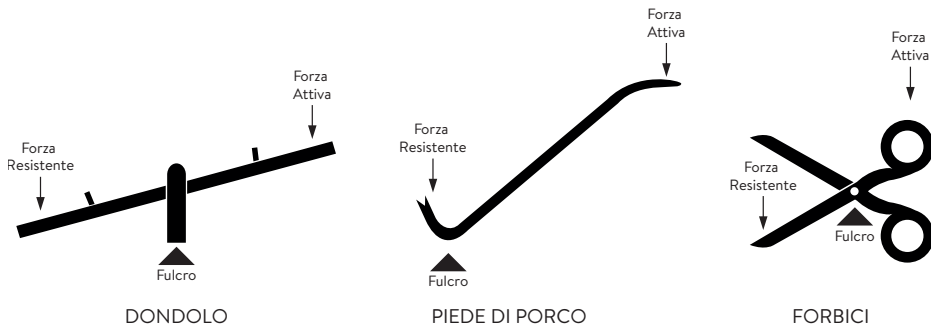 Forza
Attiva
Forza
Resistente
Fulcro
DONDOLO
Forza
Attiva
Forza
Resistente
Fulcro
PIEDE DI PORCO
Forza
Attiva
Forza
Resistente
Fulcro
FORBICI